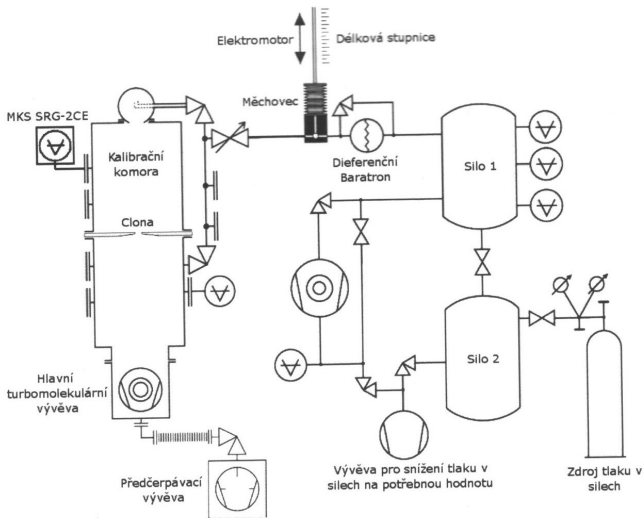 Elektromotor
Délková stupnice
Měchovec
MKS SRG-2CE
Kalibrační
komora
Dieferenční
Baratron
Silo 1
Clona
Silo 2
Hlavní
turbomolekulární
vývěva
Předčerpávací
vývěva
Vývěva pro snížení tlaku v
silech na potřebnou hodnotu
Zdroj tlaku v
silech